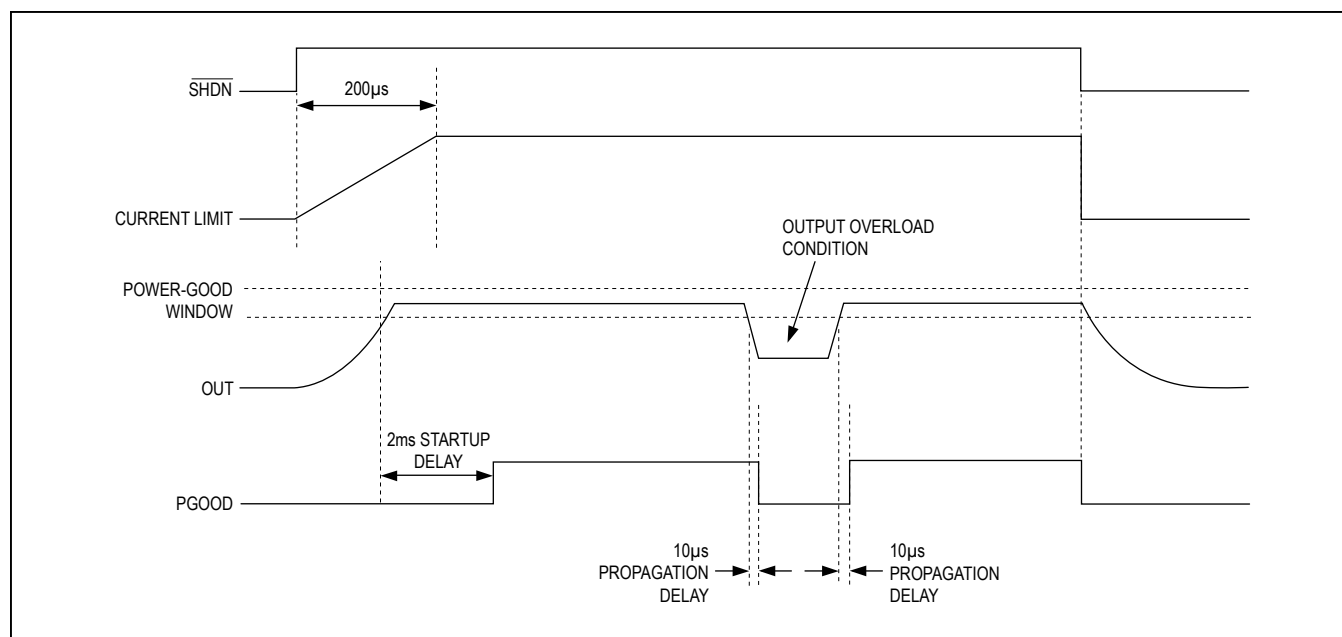 SHDN
200µs
CURRENT LIMIT
OUTPUT OVERLOAD
CONDITION
POWER-GOOD
WINDOW
OUT
2ms STARTUP
DELAY
PGOOD
10µs
PROPAGATION
DELAY
10µs
PROPAGATION
DELAY